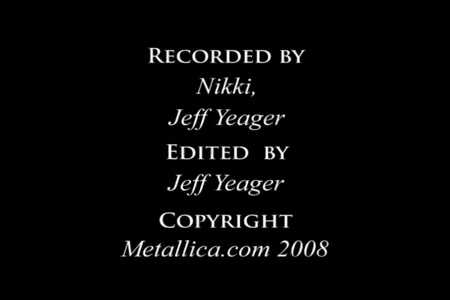 Recorded by
Nikki,
Jeff Yeager
Edited by
Jeff Yeager
Copyright
Metallica.com 2008